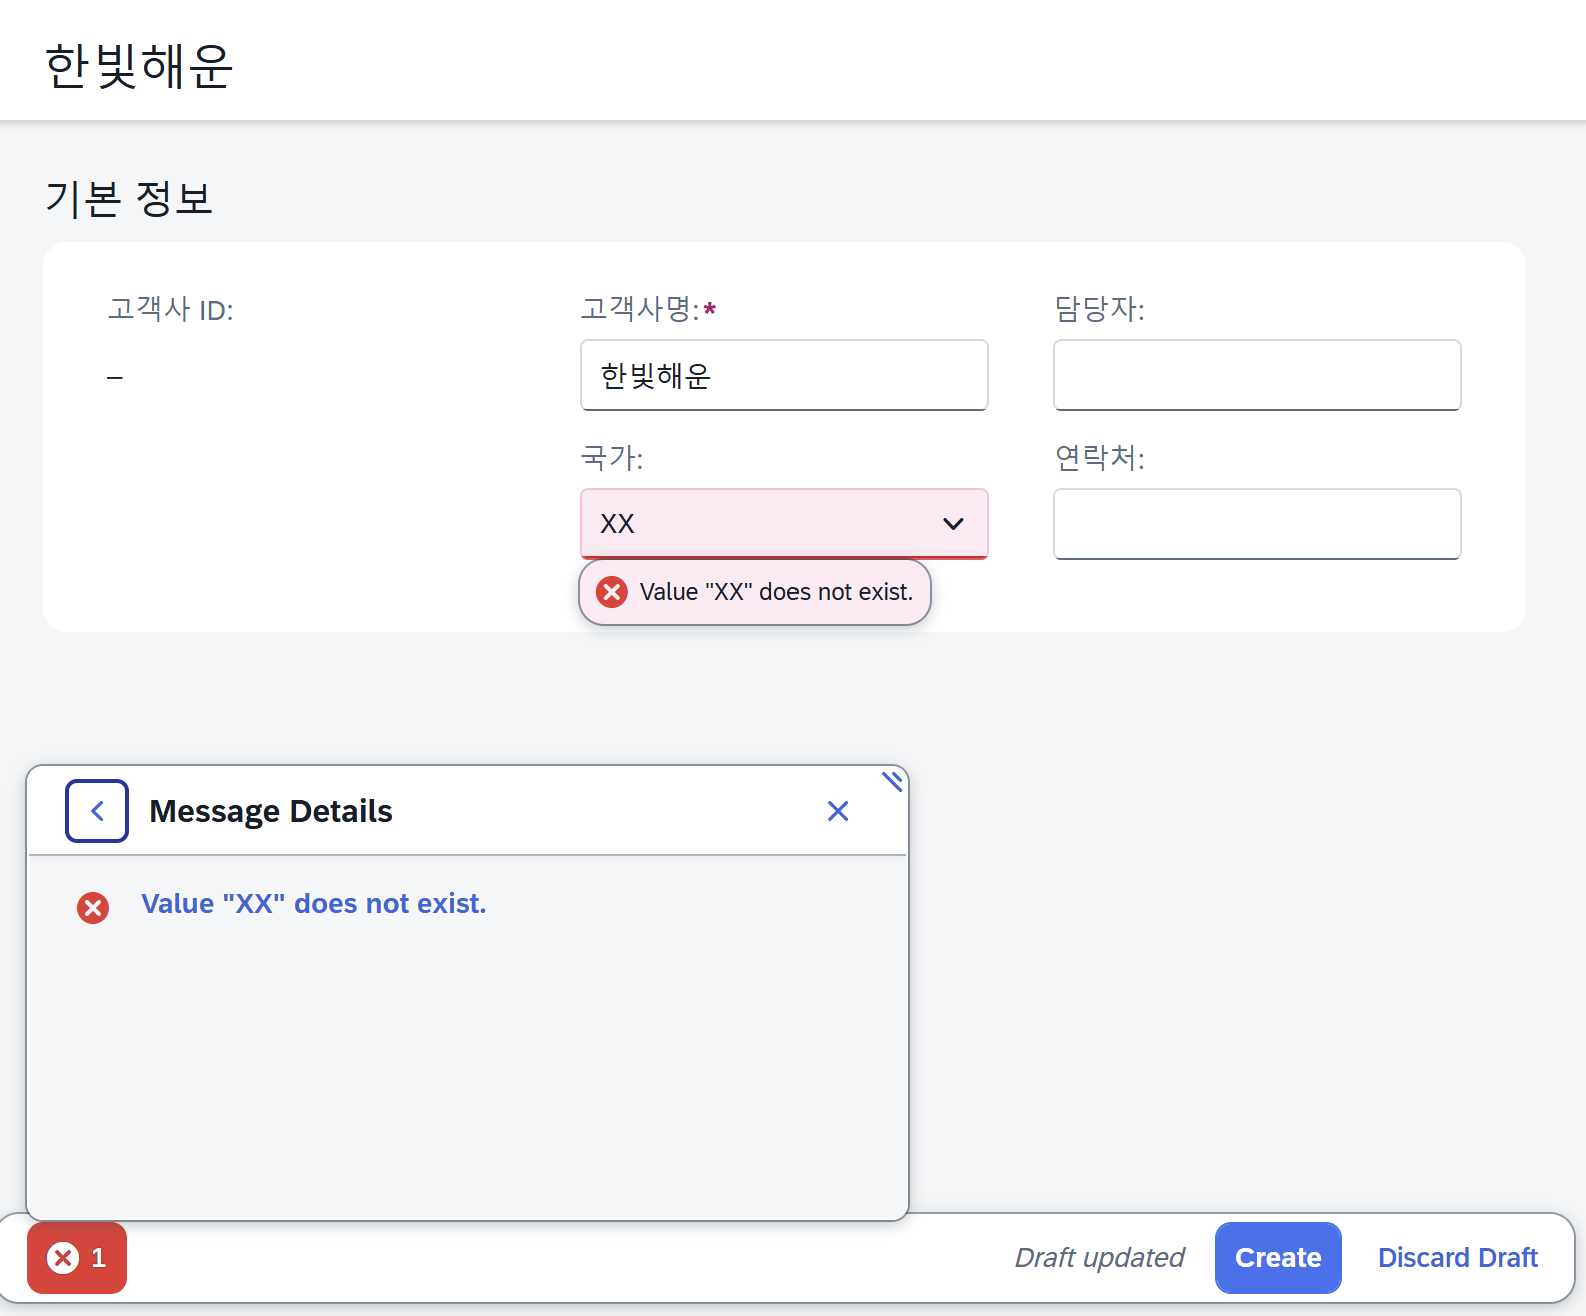 한빛해운
기본 정보
고객사 ID:
–
고객사명:*
한빛해운
담당자:
국가:
XX
Value "XX" does not exist.
연락처:
Message Details
Value "XX" does not exist.
1
Draft updated
Create
Discard Draft